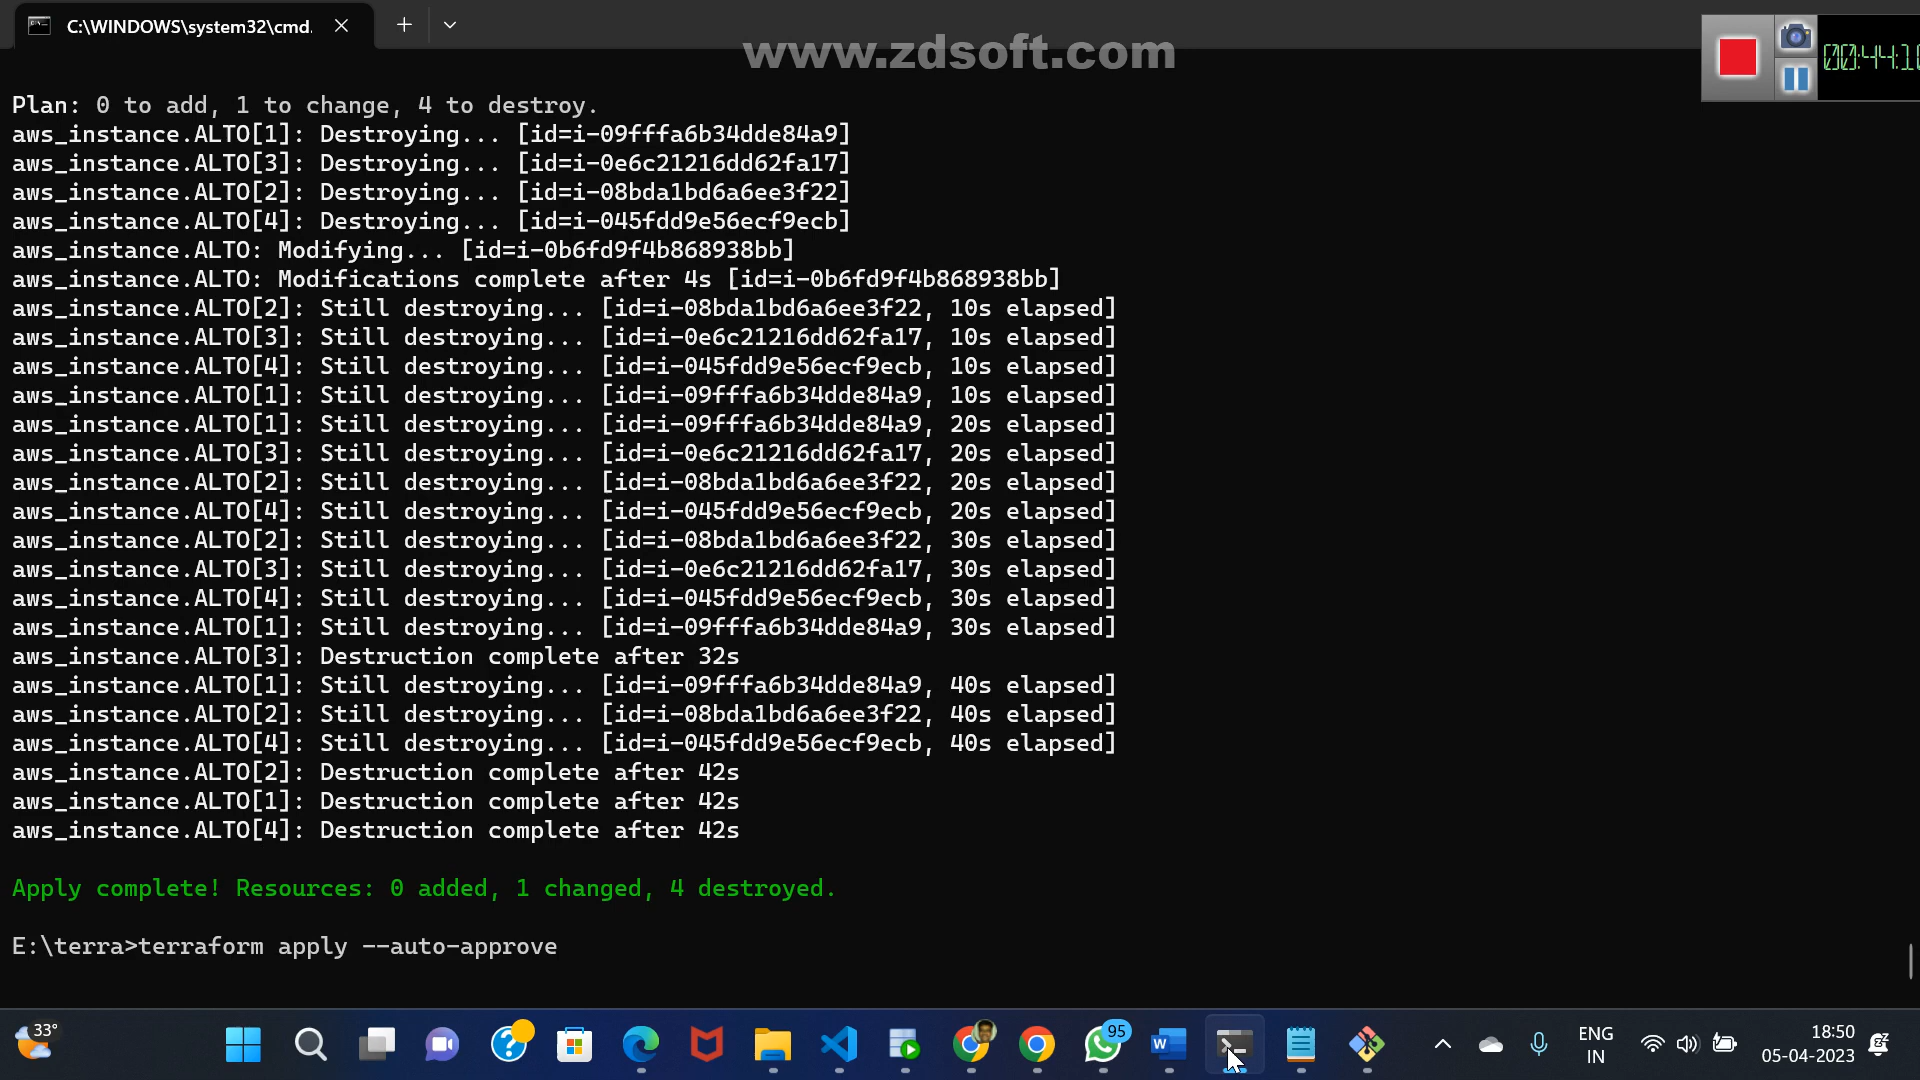 C:\WINDOWS\system32\cmd.
www.zdsoft.com
Plan: 0 to add, 1 to change, 4 to destroy.
aws_instance.ALTO[1]: Destroying... [id=i-09fffa6b34dde84a9]
aws_instance.ALTO[3]: Destroying... [id=i-0e6c21216dd62fa17]
aws_instance.ALTO[2]: Destroying... [id=i-08bda1bd6a6ee3f22]
aws_instance.ALTO[4]: Destroying... [id=i-045fdd9e56ecf9ecb]
aws_instance.ALTO: Modifying... [id=i-0b6fd9f4b868938bb]
aws_instance.ALTO: Modifications complete after 4s [id=i-0b6fd9f4b868938bb]
aws_instance.ALTO[2]: Still destroying... [id=i-08bda1bd6a6ee3f22, 10s elapsed]
aws_instance.ALTO[3]: Still destroying... [id=i-0e6c21216dd62fa17, 10s elapsed]
aws_instance.ALTO[4]: Still destroying... [id=i-045fdd9e56ecf9ecb, 10s elapsed]
aws_instance.ALTO[1]: Still destroying... [id=i-09fffa6b34dde84a9, 10s elapsed]
aws_instance.ALTO[1]: Still destroying... [id=i-09fffa6b34dde84a9, 20s elapsed]
aws_instance.ALTO[3]: Still destroying... [id=i-0e6c21216dd62fa17, 20s elapsed]
aws_instance.ALTO[2]: Still destroying... [id=i-08bda1bd6a6ee3f22, 20s elapsed]
aws_instance.ALTO[4]: Still destroying... [id=i-045fdd9e56ecf9ecb, 20s elapsed]
aws_instance.ALTO[2]: Still destroying... [id=i-08bda1bd6a6ee3f22, 30s elapsed]
aws_instance.ALTO[3]: Still destroying... [id=i-0e6c21216dd62fa17, 30s elapsed]
aws_instance.ALTO[4]: Still destroying... [id=i-045fdd9e56ecf9ecb, 30s elapsed]
aws_instance.ALTO[1]: Still destroying... [id=i-09fffa6b34dde84a9, 30s elapsed]
aws_instance.ALTO[3]: Destruction complete after 32s
aws_instance.ALTO[1]: Still destroying... [id=i-09fffa6b34dde84a9, 40s elapsed]
aws_instance.ALTO[2]: Still destroying... [id=i-08bda1bd6a6ee3f22, 40s elapsed]
aws_instance.ALTO[4]: Still destroying... [id=i-045fdd9e56ecf9ecb, 40s elapsed]
aws_instance.ALTO[2]: Destruction complete after 42s
aws_instance.ALTO[1]: Destruction complete after 42s
aws_instance.ALTO[4]: Destruction complete after 42s
Apply complete! Resources: 0 added, 1 changed, 4 destroyed.
E:\terra>terraform apply --auto-approve
33°
95
ENG
IN
18:50
05-04-2023